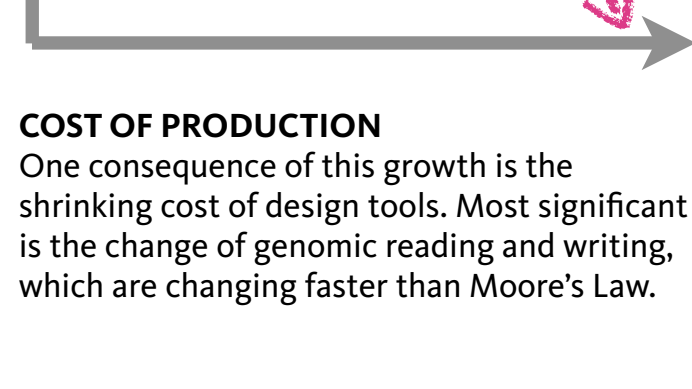 COST OF PRODUCTION
One consequence of this growth is the
shrinking cost of design tools. Most significant
is the change of genomic reading and writing,
which are changing faster than Moore’s Law.